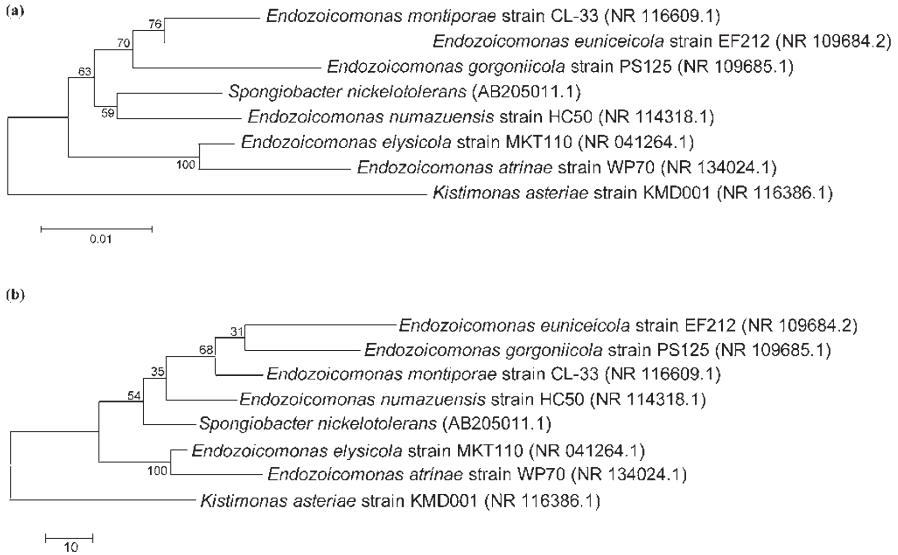 (a)
76
Endozoicomonas montiporae strain CL-33 (NR 116609.1)
Endozoicomonas euniceicola strain EF212 (NR 109684.2)
70
Endozoicomonas gorgoniicola strain PS125 (NR 109685.1)
63
Spongiobacter nickelotolerans (AB205011.1)
59
Endozoicomonas numazuensis strain HC50 (NR 114318.1)
Endozoicomonas elysicola strain MKT110 (NR 041264.1)
100
Endozoicomonas atrinae strain WP70 (NR 134024.1)
Kistimonas asteriae strain KMD001 (NR 116386.1)
0.01
(b)
31
Endozoicomonas euniceicola strain EF212 (NR 109684.2)
68
Endozoicomonas gorgoniicola strain PS125 (NR 109685.1)
35
Endozoicomonas montiporae strain CL-33 (NR 116609.1)
54
Endozoicomonas numazuensis strain HC50 (NR 114318.1)
Spongiobacter nickelotolerans (AB205011.1)
Endozoicomonas elysicola strain MKT110 (NR 041264.1)
100
Endozoicomonas atrinae strain WP70 (NR 134024.1)
Kistimonas asteriae strain KMD001 (NR 116386.1)
10